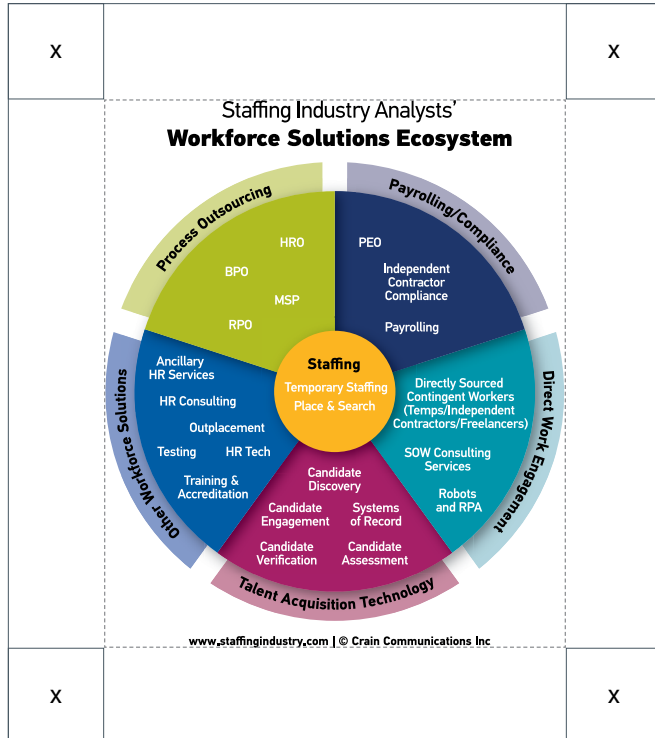 X
X
Staffing Industry Analysts'
Workforce Solutions Ecosystem
Process Outsourcing
HRO
BPO
MSP
RPO
Payrolling/Compliance
PEO
Independent
Contractor
Compliance
Payrolling
Staffing
Temporary Staffing
Place & Search
Other Workforce Solutions
Ancillary
HR Services
HR Consulting
Outplacement
Testing
HR Tech
Training &
Accreditation
Direct Work Engagement
Directly Sourced
Contingent Workers
(Temps/Independent
Contractors/Freelancers)
SOW Consulting
Services
Robots
and RPA
Candidate
Discovery
Candidate
Engagement
Systems
of Record
Candidate
Verification
Candidate
Assessment
Talent Acquisition Technology
www.staffingindustry.com | © Crain Communications Inc
X
X